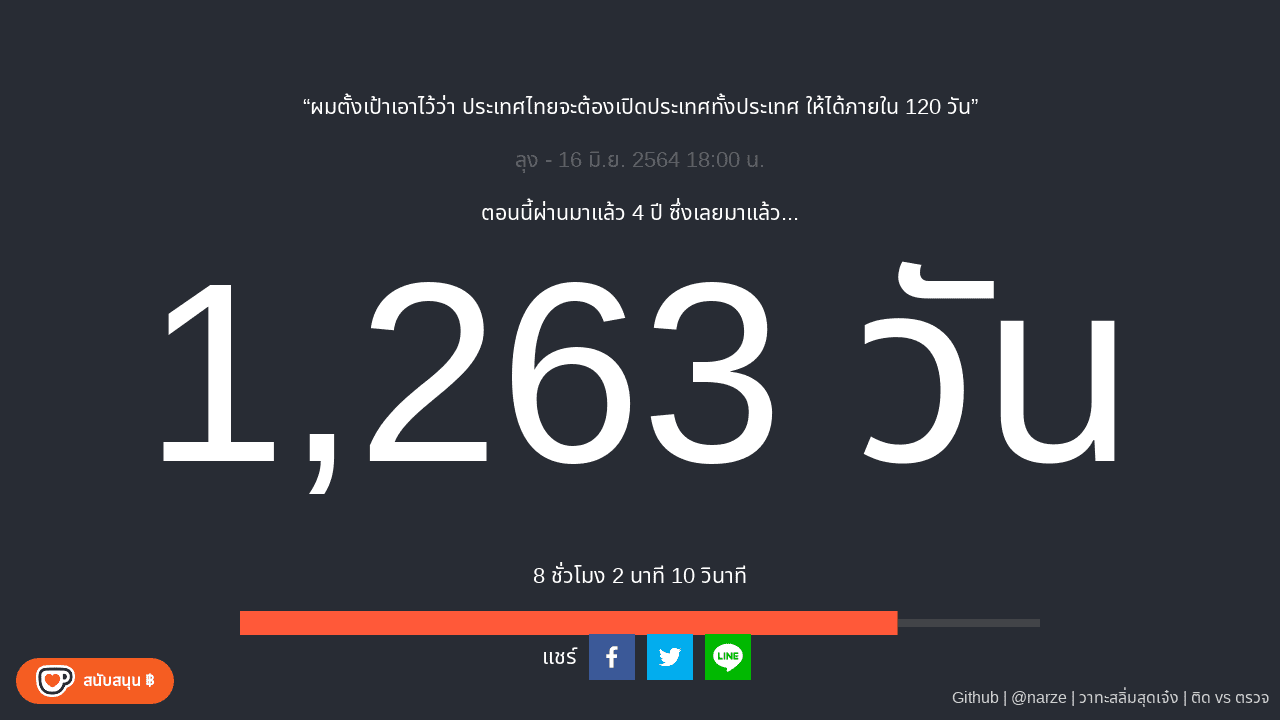 “ผมตั้งเป้าเอาไว้ว่า ประเทศไทยจะต้องเปิดประเทศทั้งประเทศ ให้ได้ภายใน 120 วัน”
ลุง - 16 มิ.ย. 2564 18:00 น.
ตอนนี้ผ่านมาแล้ว 4 ปี ซึ่งเลยมาแล้ว...
1,263 วัน
8 ชั่วโมง 2 นาที 10 วินาที
แชร์
LINE
สนับสนุน ฿
Github | @narze | วาทะสลิ่มสุดเจ๋ง | ติด vs ตรวจ